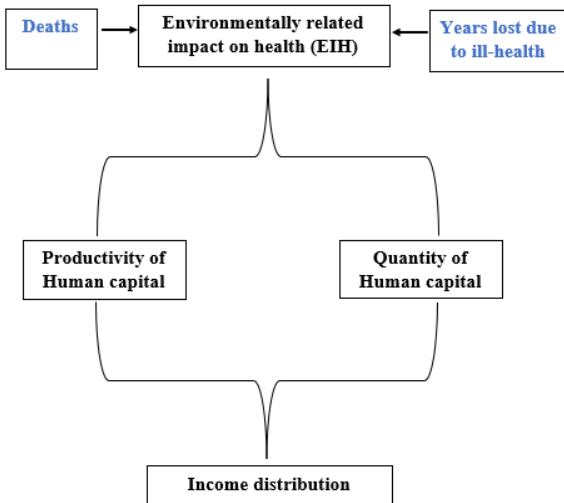 Deaths
Environmentally related
impact on health (EIH)
Years lost due
to ill-health
Productivity of
Human capital
Quantity of
Human capital
Income distribution